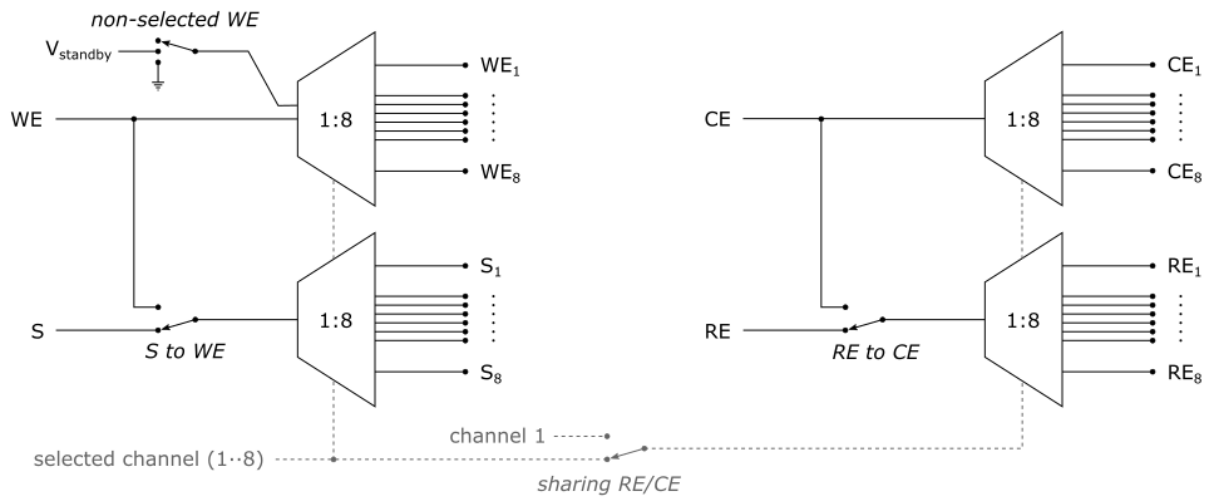 non-selected WE
V_standby
WE
1:8
WE₁
WE₈
S
S to WE
1:8
S₁
S₈
CE
1:8
CE₁
CE₈
RE
RE to CE
1:8
RE₁
RE₈
channel 1
selected channel (1··8)
sharing RE/CE